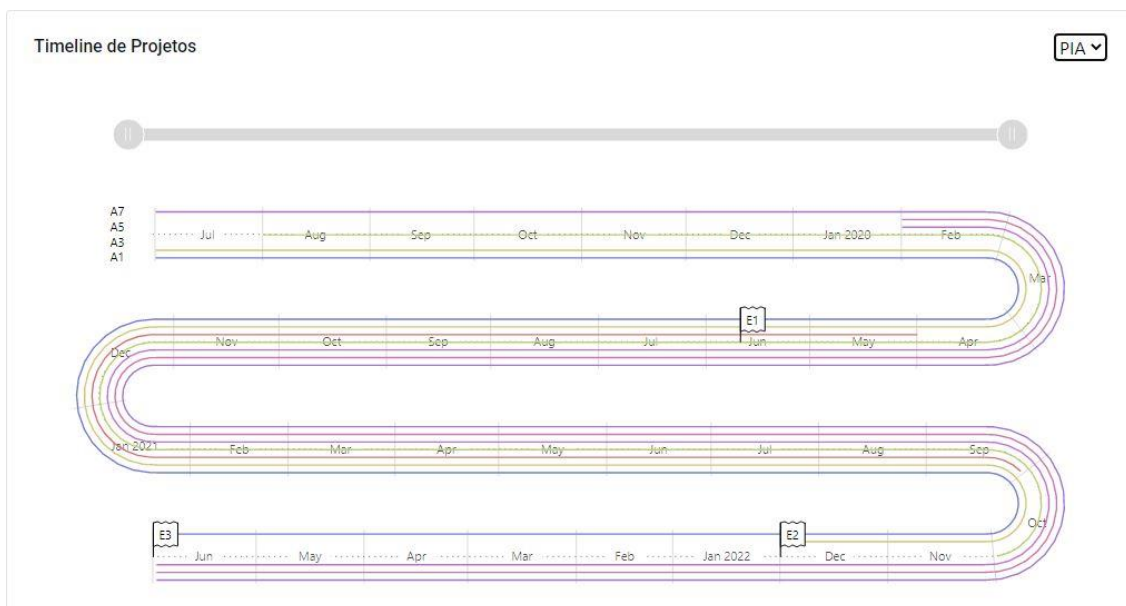 Timeline de Projetos
PIA
A7
A5
A3
A1
Jul Aug Sep Oct Nov Dec Jan 2020 Feb
Mar
E1
Dec Nov Oct Sep Aug Jul Jun May Apr
Jan 2021 Feb Mar Apr May Jun Jul Aug Sep
Oct
E3 E2
Jun May Apr Mar Feb Jan 2022 Dec Nov